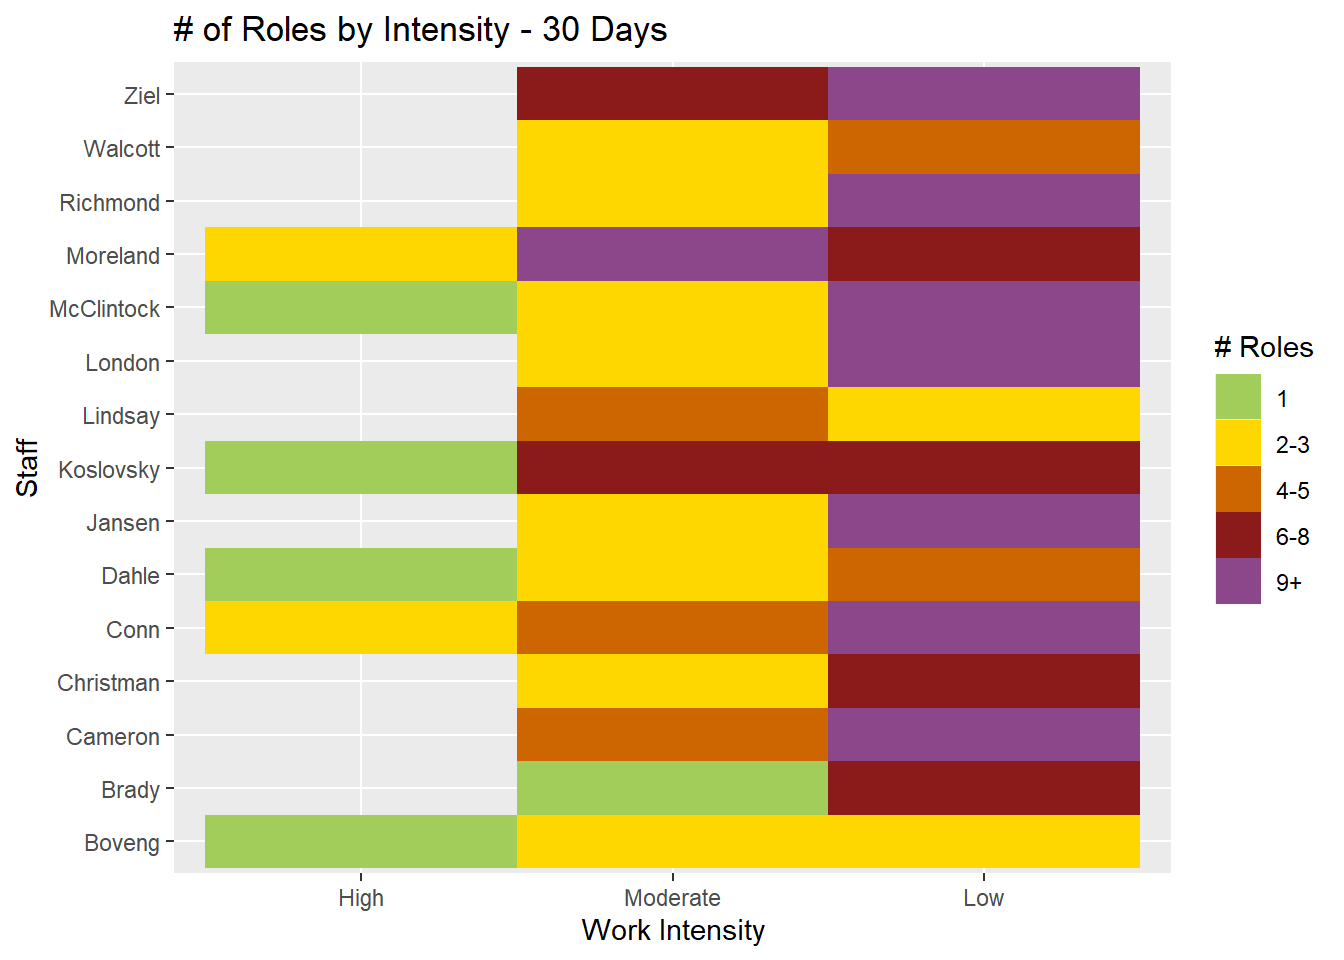 # of Roles by Intensity - 30 Days
Ziel
Walcott
Richmond
Moreland
McClintock
London
Lindsay
Koslovsky
Jansen
Dahle
Conn
Christman
Cameron
Brady
Boveng
Staff
High
Moderate
Low
Work Intensity
# Roles
1
2-3
4-5
6-8
9+